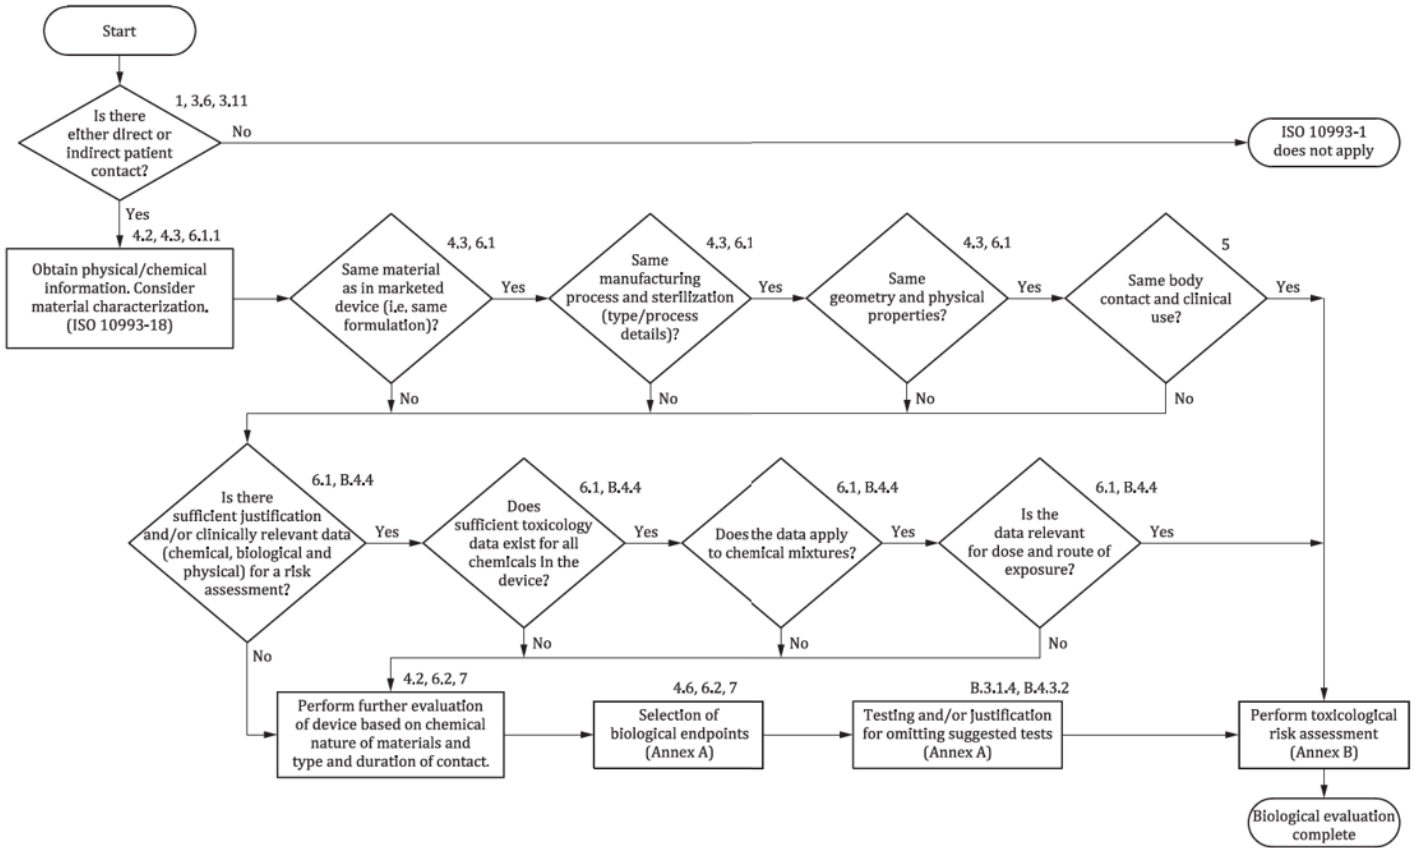 Start
1, 3.6, 3.11
Is there
either direct or
indirect patient
contact?
No
ISO 10993-1
does not apply
Yes
4.2, 4.3, 6.1.1
Obtain physical/chemical
information. Consider
material characterization.
(ISO 10993-18)
4.3, 6.1
Same material
as in marketed
device (i.e. same
formulation)?
Yes
No
4.3, 6.1
Same
manufacturing
process and sterilization
(type/process
details)?
Yes
No
4.3, 6.1
Same
geometry and physical
properties?
Yes
No
5
Same body
contact and clinical
use?
Yes
No
6.1, B.4.4
Is there
sufficient justification
and/or clinically relevant data
(chemical, biological and
physical) for a risk
assessment?
Yes
No
6.1, B.4.4
Does
sufficient toxicology
data exist for all
chemicals in the
device?
Yes
No
6.1, B.4.4
Does the data apply
to chemical mixtures?
Yes
No
6.1, B.4.4
Is the
data relevant
for dose and route of
exposure?
Yes
No
4.2, 6.2, 7
Perform further evaluation
of device based on chemical
nature of materials and
type and duration of contact.
4.6, 6.2, 7
Selection of
biological endpoints
(Annex A)
B.3.1.4, B.4.3.2
Testing and/or justification
for omitting suggested tests
(Annex A)
Perform toxicological
risk assessment
(Annex B)
Biological evaluation
complete